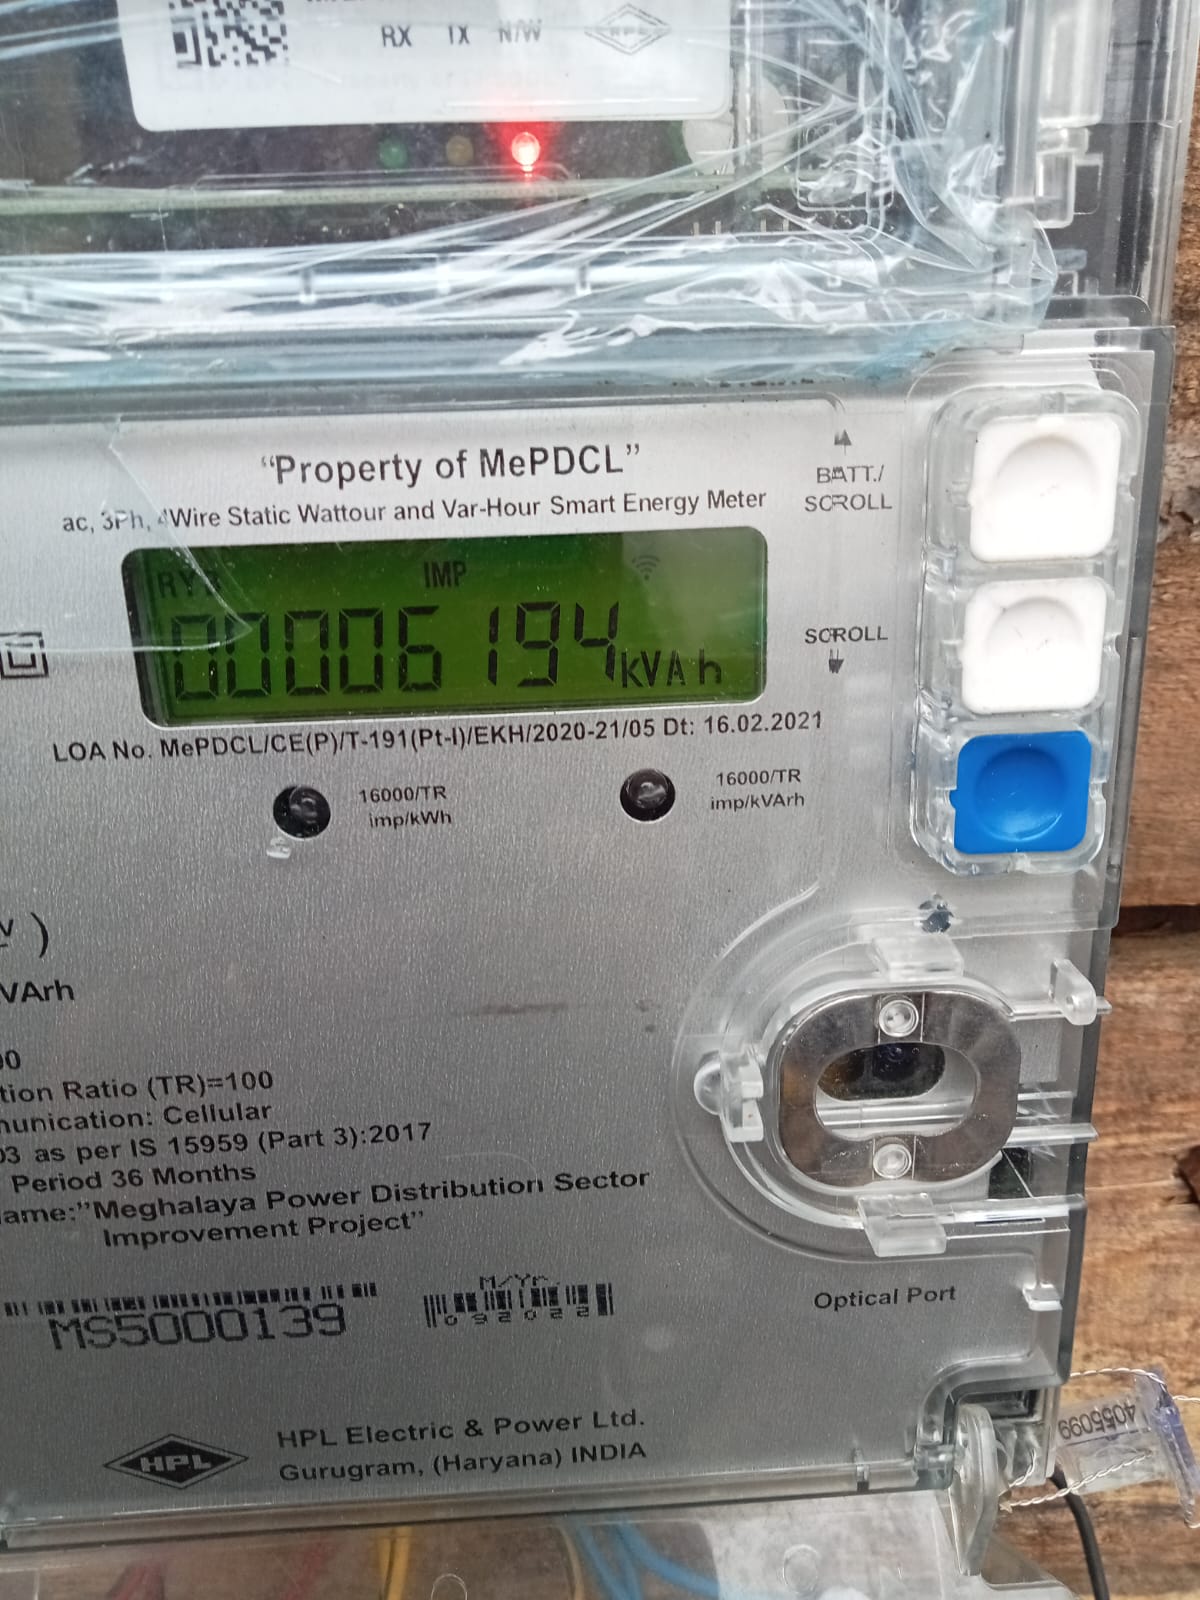 RX TX N/W
"Property of MePDCL"
ac, 3Ph, 4Wire Static Wattour and Var-Hour Smart Energy Meter
BATT./
SCROLL
RY
IMP
00006194kVAh
SCROLL
LOA No. MePDCL/CE(P)/T-191(Pt-I)/EKH/2020-21/05 Dt: 16.02.2021
16000/TR
imp/kWh
16000/TR
imp/kVArh
)
VArh
00
tion Ratio (TR)=100
unication: Cellular
03 as per IS 15959 (Part 3):2017
Period 36 Months
ame:"Meghalaya Power Distribution Sector
Improvement Project"
M/Yr.
MS5000139
092022
Optical Port
4055099
HPL
HPL Electric & Power Ltd.
Gurugram, (Haryana) INDIA